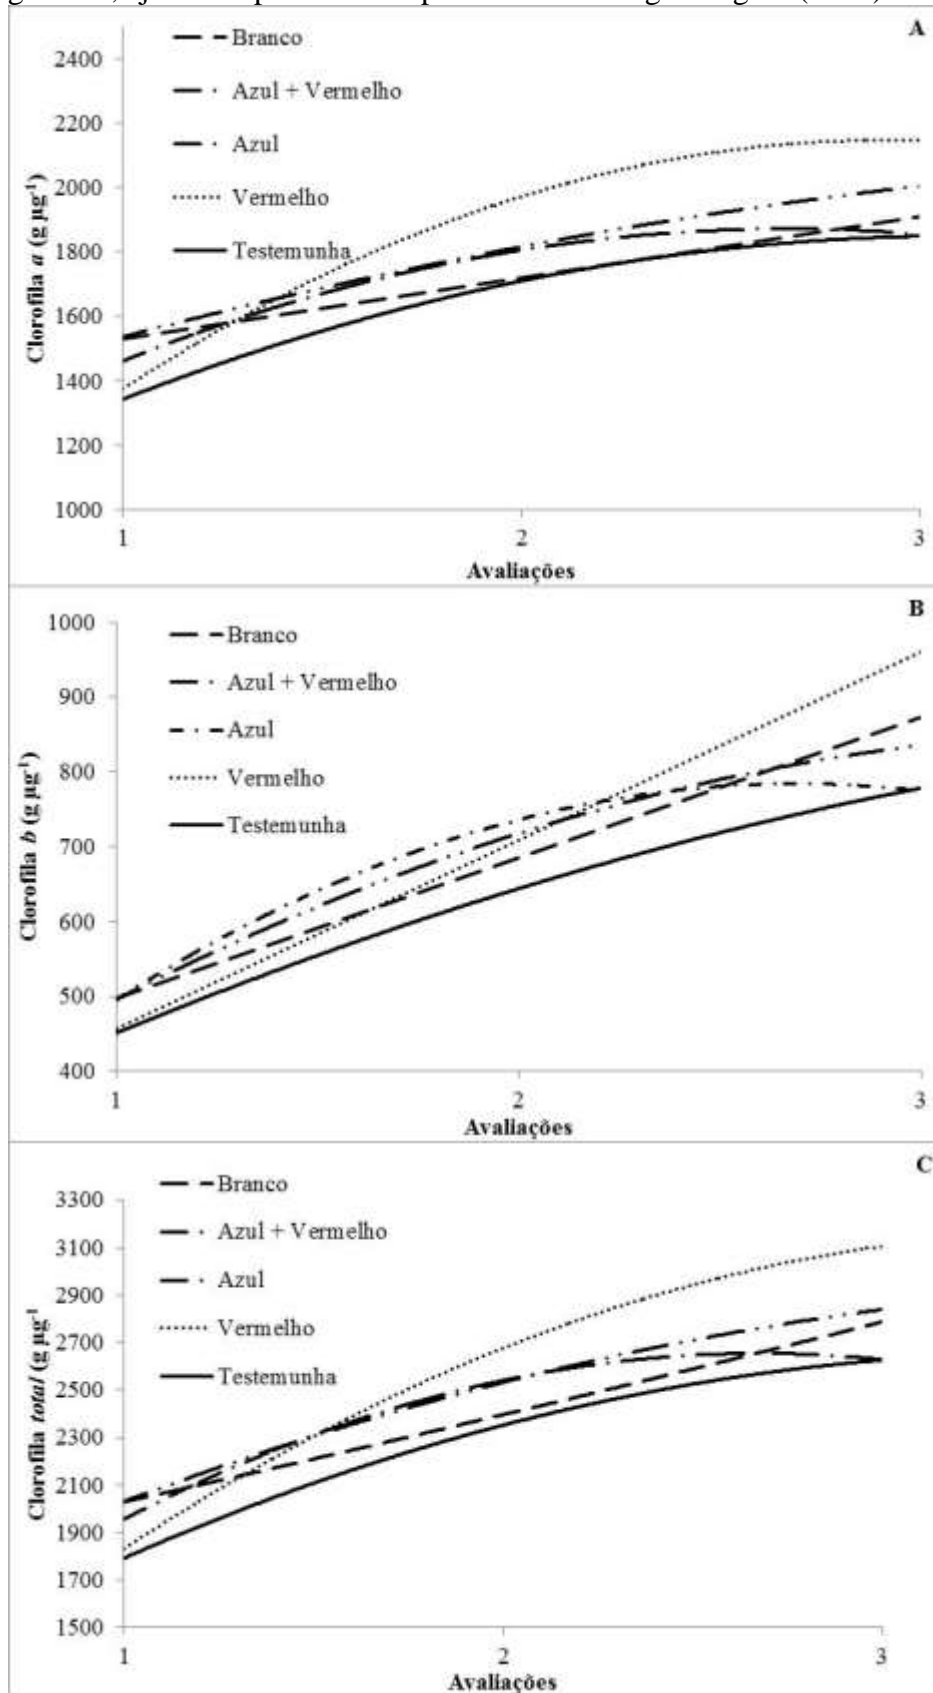 A
Branco
Azul + Vermelho
Azul
Vermelho
Testemunha
Clorofila a (g µg-1)
2400
2200
2000
1800
1600
1400
1200
1000
1 2 3
Avaliações
B
Branco
Azul + Vermelho
Azul
Vermelho
Testemunha
Clorofila b (g µg-1)
1000
900
800
700
600
500
400
1 2 3
Avaliações
C
Branco
Azul + Vermelho
Azul
Vermelho
Testemunha
Clorofila total (g µg-1)
3300
3100
2900
2700
2500
2300
2100
1900
1700
1500
1 2 3
Avaliações